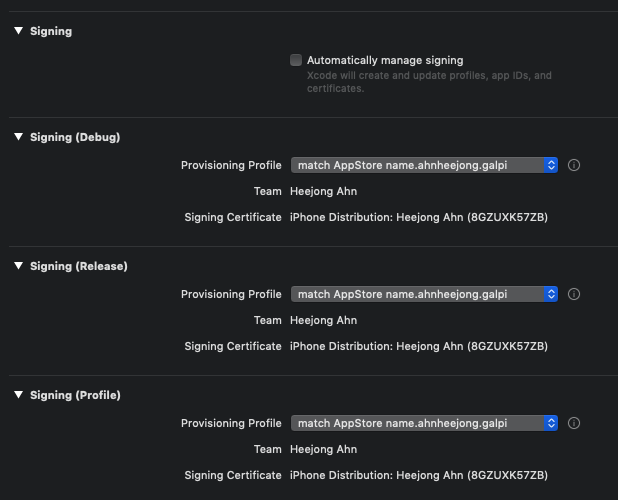 Signing
Automatically manage signing
Xcode will create and update profiles, app IDs, and
certificates.
Signing (Debug)
Provisioning Profile match AppStore name.ahnheejong.galpi
Team Heejong Ahn
Signing Certificate iPhone Distribution: Heejong Ahn (8GZUXK57ZB)
Signing (Release)
Provisioning Profile match AppStore name.ahnheejong.galpi
Team Heejong Ahn
Signing Certificate iPhone Distribution: Heejong Ahn (8GZUXK57ZB)
Signing (Profile)
Provisioning Profile match AppStore name.ahnheejong.galpi
Team Heejong Ahn
Signing Certificate iPhone Distribution: Heejong Ahn (8GZUXK57ZB)